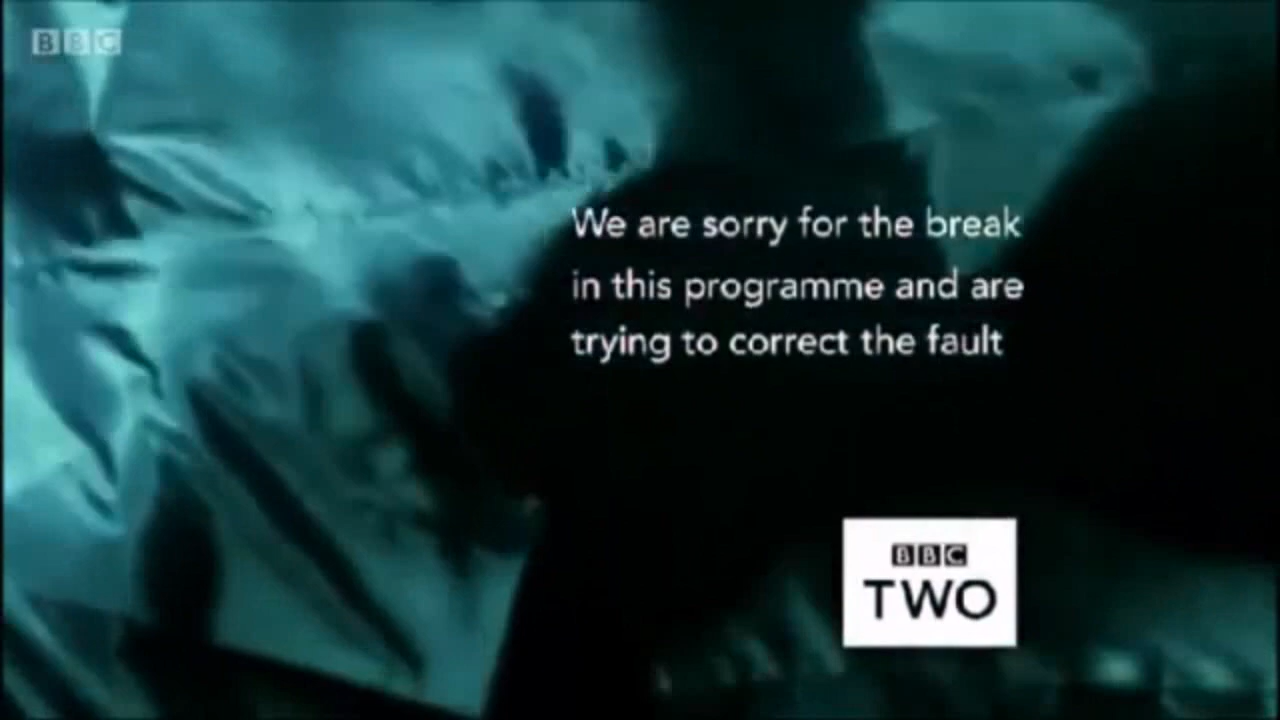 BBC
We are sorry for the break
in this programme and are
trying to correct the fault
BBC
TWO